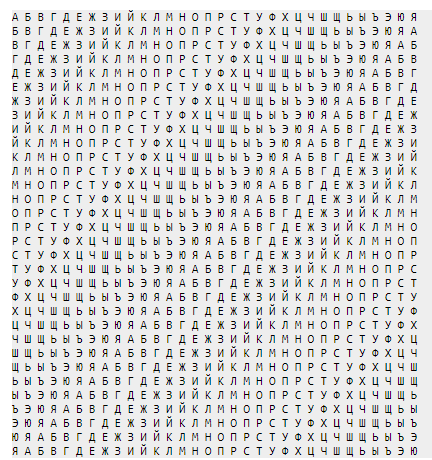 А Б В Г Д Е Ж З И Й К Л М Н О П Р С Т У Ф Х Ц Ч Ш Щ Ь Ы Ъ Э Ю Я
Б В Г Д Е Ж З И Й К Л М Н О П Р С Т У Ф Х Ц Ч Ш Щ Ь Ы Ъ Э Ю Я А
В Г Д Е Ж З И Й К Л М Н О П Р С Т У Ф Х Ц Ч Ш Щ Ь Ы Ъ Э Ю Я А Б
Г Д Е Ж З И Й К Л М Н О П Р С Т У Ф Х Ц Ч Ш Щ Ь Ы Ъ Э Ю Я А Б В
Д Е Ж З И Й К Л М Н О П Р С Т У Ф Х Ц Ч Ш Щ Ь Ы Ъ Э Ю Я А Б В Г
Е Ж З И Й К Л М Н О П Р С Т У Ф Х Ц Ч Ш Щ Ь Ы Ъ Э Ю Я А Б В Г Д
Ж З И Й К Л М Н О П Р С Т У Ф Х Ц Ч Ш Щ Ь Ы Ъ Э Ю Я А Б В Г Д Е
З И Й К Л М Н О П Р С Т У Ф Х Ц Ч Ш Щ Ь Ы Ъ Э Ю Я А Б В Г Д Е Ж
И Й К Л М Н О П Р С Т У Ф Х Ц Ч Ш Щ Ь Ы Ъ Э Ю Я А Б В Г Д Е Ж З
Й К Л М Н О П Р С Т У Ф Х Ц Ч Ш Щ Ь Ы Ъ Э Ю Я А Б В Г Д Е Ж З И
К Л М Н О П Р С Т У Ф Х Ц Ч Ш Щ Ь Ы Ъ Э Ю Я А Б В Г Д Е Ж З И Й
Л М Н О П Р С Т У Ф Х Ц Ч Ш Щ Ь Ы Ъ Э Ю Я А Б В Г Д Е Ж З И Й К
М Н О П Р С Т У Ф Х Ц Ч Ш Щ Ь Ы Ъ Э Ю Я А Б В Г Д Е Ж З И Й К Л
Н О П Р С Т У Ф Х Ц Ч Ш Щ Ь Ы Ъ Э Ю Я А Б В Г Д Е Ж З И Й К Л М
О П Р С Т У Ф Х Ц Ч Ш Щ Ь Ы Ъ Э Ю Я А Б В Г Д Е Ж З И Й К Л М Н
П Р С Т У Ф Х Ц Ч Ш Щ Ь Ы Ъ Э Ю Я А Б В Г Д Е Ж З И Й К Л М Н О
Р С Т У Ф Х Ц Ч Ш Щ Ь Ы Ъ Э Ю Я А Б В Г Д Е Ж З И Й К Л М Н О П
С Т У Ф Х Ц Ч Ш Щ Ь Ы Ъ Э Ю Я А Б В Г Д Е Ж З И Й К Л М Н О П Р
Т У Ф Х Ц Ч Ш Щ Ь Ы Ъ Э Ю Я А Б В Г Д Е Ж З И Й К Л М Н О П Р С
У Ф Х Ц Ч Ш Щ Ь Ы Ъ Э Ю Я А Б В Г Д Е Ж З И Й К Л М Н О П Р С Т
Ф Х Ц Ч Ш Щ Ь Ы Ъ Э Ю Я А Б В Г Д Е Ж З И Й К Л М Н О П Р С Т У
Х Ц Ч Ш Щ Ь Ы Ъ Э Ю Я А Б В Г Д Е Ж З И Й К Л М Н О П Р С Т У Ф
Ц Ч Ш Щ Ь Ы Ъ Э Ю Я А Б В Г Д Е Ж З И Й К Л М Н О П Р С Т У Ф Х
Ч Ш Щ Ь Ы Ъ Э Ю Я А Б В Г Д Е Ж З И Й К Л М Н О П Р С Т У Ф Х Ц
Ш Щ Ь Ы Ъ Э Ю Я А Б В Г Д Е Ж З И Й К Л М Н О П Р С Т У Ф Х Ц Ч
Щ Ь Ы Ъ Э Ю Я А Б В Г Д Е Ж З И Й К Л М Н О П Р С Т У Ф Х Ц Ч Ш
Ь Ы Ъ Э Ю Я А Б В Г Д Е Ж З И Й К Л М Н О П Р С Т У Ф Х Ц Ч Ш Щ
Ы Ъ Э Ю Я А Б В Г Д Е Ж З И Й К Л М Н О П Р С Т У Ф Х Ц Ч Ш Щ Ь
Ъ Э Ю Я А Б В Г Д Е Ж З И Й К Л М Н О П Р С Т У Ф Х Ц Ч Ш Щ Ь Ы
Э Ю Я А Б В Г Д Е Ж З И Й К Л М Н О П Р С Т У Ф Х Ц Ч Ш Щ Ь Ы Ъ
Ю Я А Б В Г Д Е Ж З И Й К Л М Н О П Р С Т У Ф Х Ц Ч Ш Щ Ь Ы Ъ Э
Я А Б В Г Д Е Ж З И Й К Л М Н О П Р С Т У Ф Х Ц Ч Ш Щ Ь Ы Ъ Э Ю